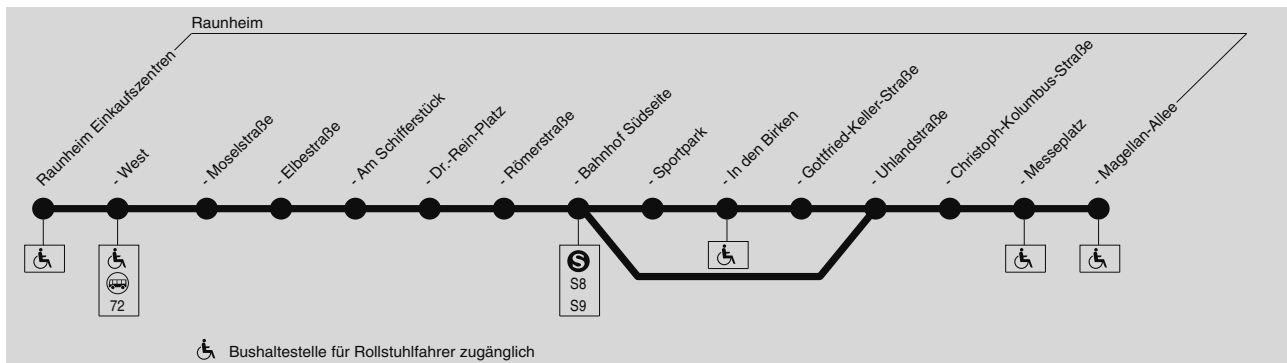 Raunheim
Raunheim Einkaufszentren
- West
- Moselstraße
- Elbestraße
- Am Schifferstück
- Dr.-Rein-Platz
- Römerstraße
- Bahnhof Südseite
- Sportpark
- In den Birken
- Gottfried-Keller-Straße
- Uhlandstraße
- Christoph-Kolumbus-Straße
- Messeplatz
- Magellan-Allee
72
S
S8
S9
Bushaltestelle für Rollstuhlfahrer zugänglich